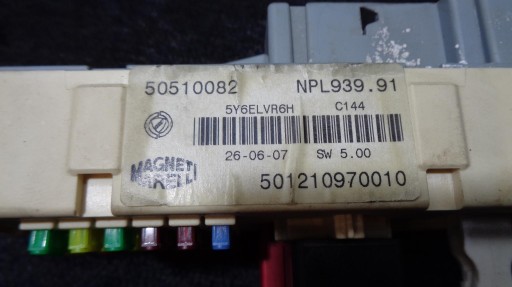 50510082 NPL939.91
5Y6ELVR6H C144
26-06-07 SW 5.00
MAGNETI
MARELLI
501210970010